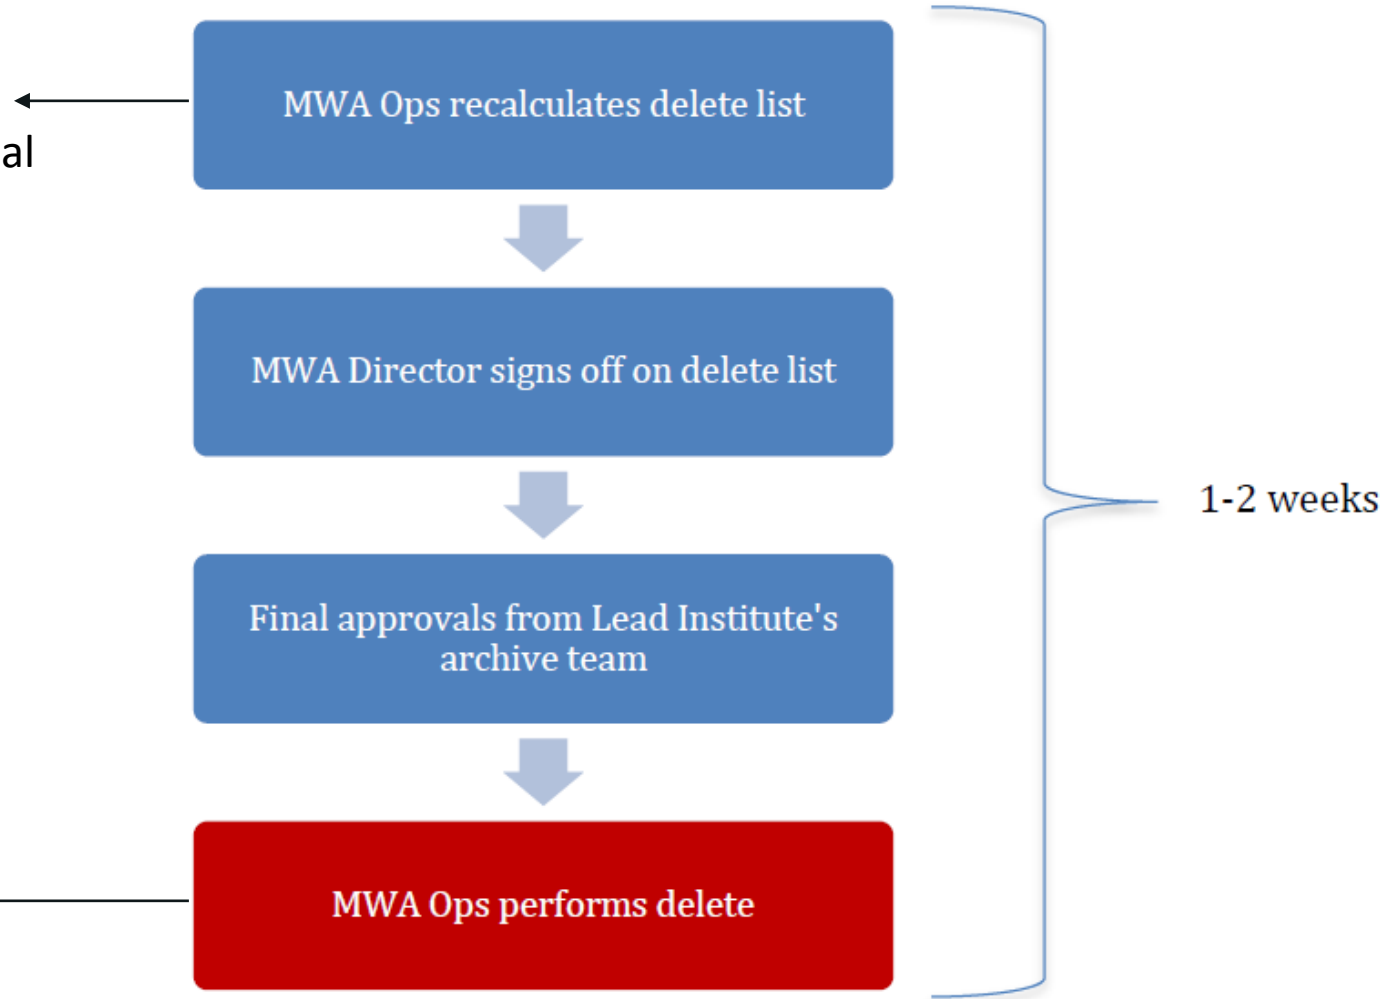 MWA Ops recalculates delete list
al
MWA Director signs off on delete list
1-2 weeks
Final approvals from Lead Institute's
archive team
MWA Ops performs delete